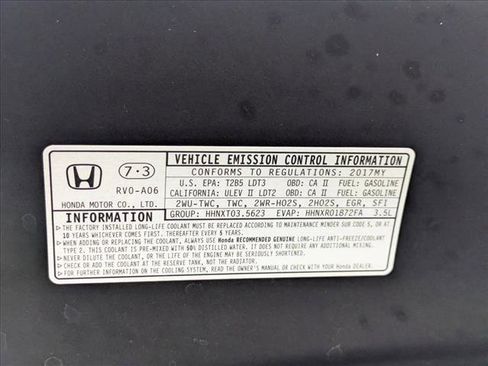 VEHICLE EMISSION CONTROL INFORMATION
CONFORMS TO REGULATIONS: 2017MY
U.S. EPA: T2B5 LDT3 OBD: CA II FUEL: GASOLINE
CALIFORNIA: ULEV II LDT2 OBD: CA II FUEL: GASOLINE
2WU-TWC, TWC, 2WR-HO2S, 2HO2S, EGR, SFI
GROUP: HHNXT03.5623 EVAP: HHNXR0187ZFA 3.5L
7-3
RV0-A06
HONDA MOTOR CO., LTD.
INFORMATION
THE FACTORY INSTALLED LONG-LIFE COOLANT MUST BE REPLACED ACCORDING TO MAINTENANCE MINDER SUB CODE 5, OR AT
10 YEARS WHICHEVER COMES FIRST. THEREAFTER EVERY 5 YEARS.
WHEN ADDING OR REPLACING THE COOLANT, ALWAYS USE Honda RECOMMENDED GENUINE LONG-LIFE ANTI-FREEZE/COOLANT
TYPE 2. THIS COOLANT IS PRE-MIXED WITH 50% DISTILLED WATER. IT DOES NOT REQUIRE ANY ADDITIONAL MIXING.
NEVER DILUTE THE COOLANT, OR THE LIFE OF THE ENGINE MAY BE SERIOUSLY SHORTENED.
CHECK OR ADD COOLANT AT THE RESERVE TANK, NOT THE RADIATOR.
FOR FURTHER INFORMATION ON THE COOLING SYSTEM, READ THE OWNER'S MANUAL OR CHECK WITH YOUR Honda DEALER.